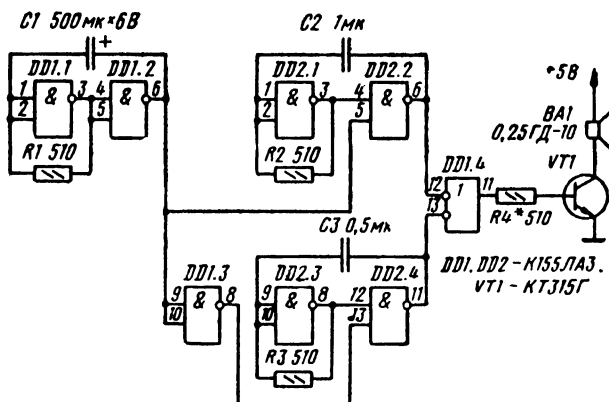 C1 500мк×6В
+
C2 1мк
DD1.1
DD1.2
DD2.1
DD2.2
1
2
&
3
4
5
&
6
1
2
&
3
4
5
&
6
R1 510
R2 510
+5В
BA1
0,25ГД-10
VT1
DD1.4
12
13
1
11
R4* 510
C3 0,5мк
DD1.3
DD2.3
DD2.4
9
10
&
8
9
10
&
8
12
13
&
11
R3 510
DD1.DD2-К155ЛА3.
VT1-КТ315Г